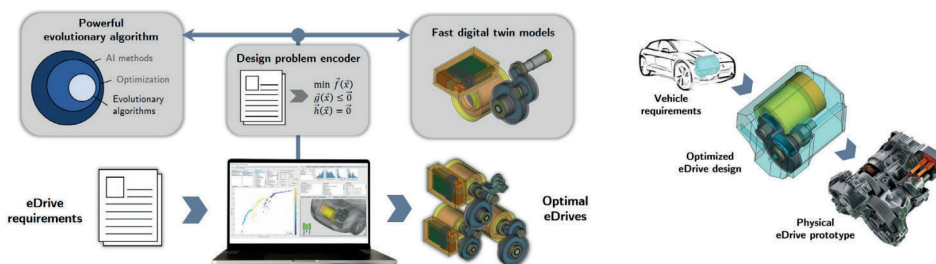 Powerful
evolutionary algorithm
AI methods
Optimization
Evolutionary
algorithms
Design problem encoder
min f⃗(x⃗)
g⃗(x⃗) ≤ 0⃗
h⃗(x⃗) = 0⃗
Fast digital twin models
eDrive
requirements
Optimal
eDrives
Vehicle
requirements
Optimized
eDrive design
Physical
eDrive prototype